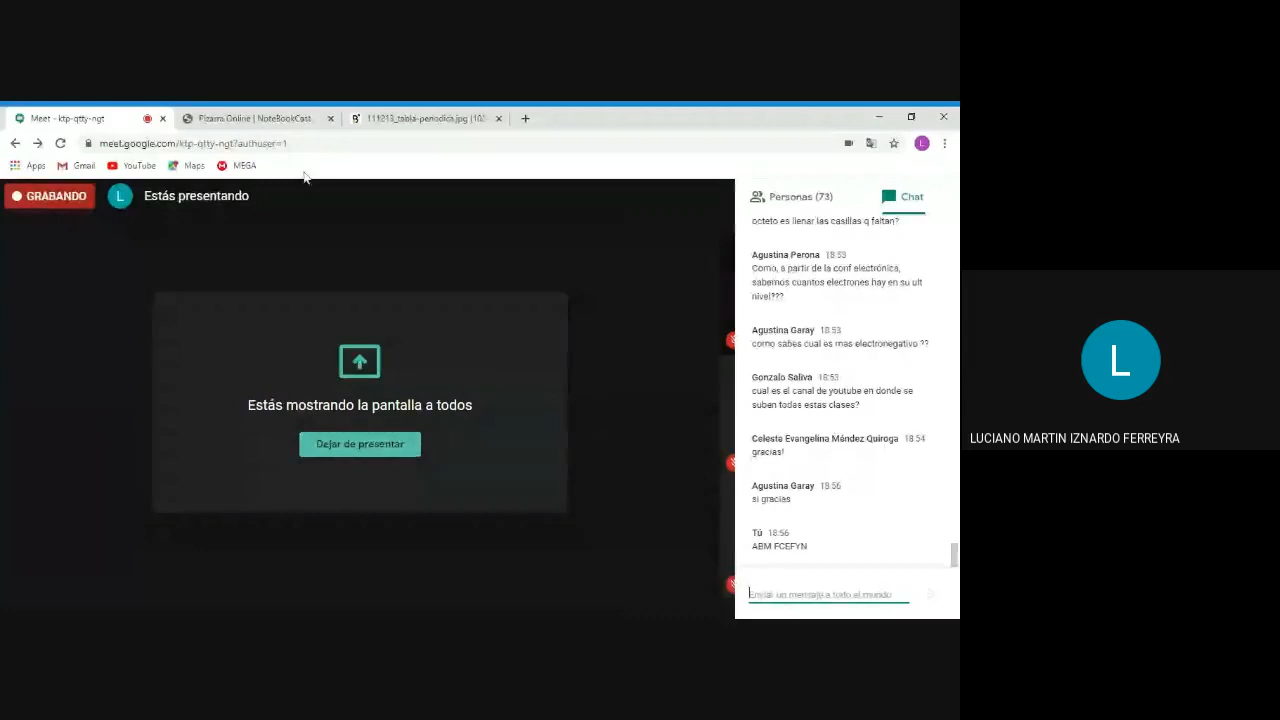 Meet - ktp-qtty-ngt
Pizarra Online | NoteBookCast
111213_tabla-periodica.jpg (102
meet.google.com/ktp-qtty-ngt?authuser=1
L
Apps
Gmail
YouTube
Maps
MEGA
GRABANDO
L
Estás presentando
Personas (73)
Chat
octeto es llenar las casillas q faltan?
Agustina Perona 18:53
Como, a partir de la conf electrónica,
sabemos cuantos electrones hay en su ult
nivel???
Agustina Garay 18:53
como sabes cual es mas electronegativo ??
Gonzalo Saliva 18:53
cual es el canal de youtube en donde se
suben todas estas clases?
Celeste Evangelina Méndez Quiroga 18:54
gracias!
Agustina Garay 18:56
si gracias
Tú 18:56
ABM FCEFYN
Enviar un mensaje a todo el mundo
Estás mostrando la pantalla a todos
Dejar de presentar
L
LUCIANO MARTIN IZNARDO FERREYRA